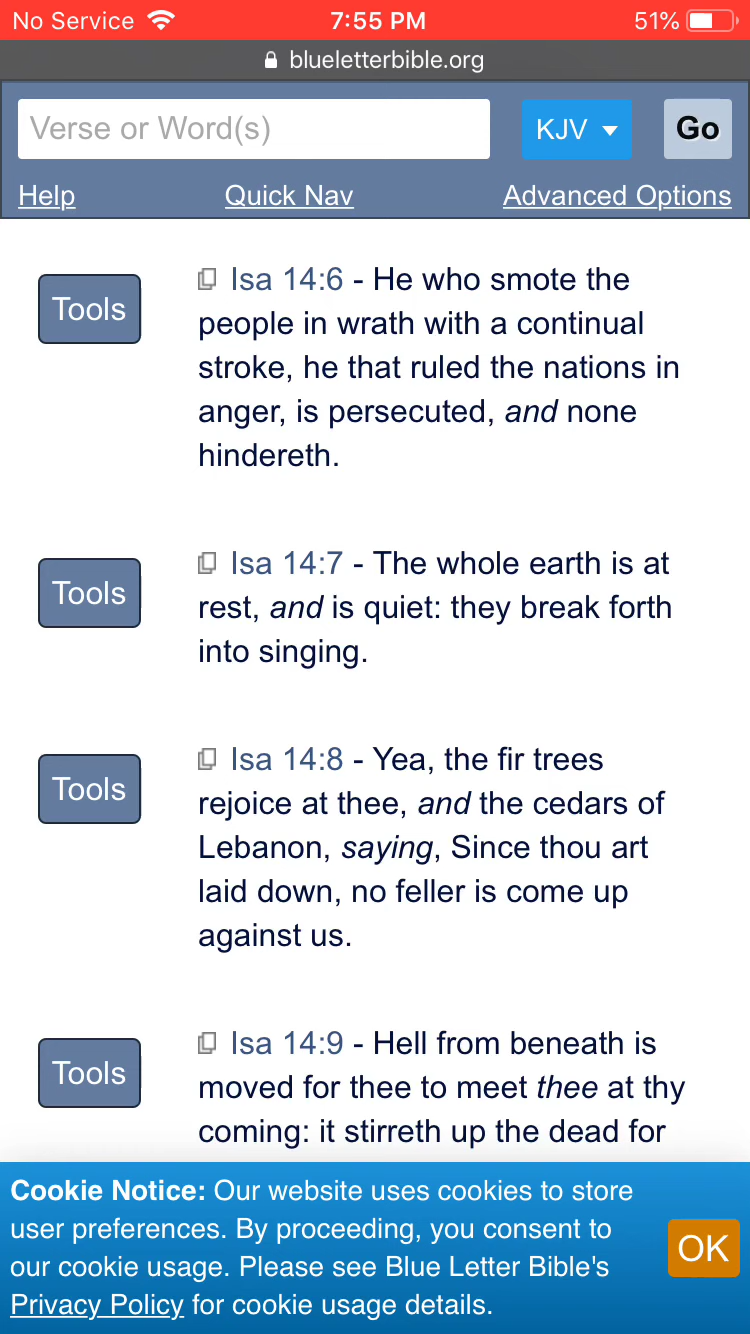 No Service 7:55 PM 51%
blueletterbible.org
Verse or Word(s) KJV Go
Help Quick Nav Advanced Options
Tools Isa 14:6 - He who smote the
people in wrath with a continual
stroke, he that ruled the nations in
anger, is persecuted, and none
hindereth.
Tools Isa 14:7 - The whole earth is at
rest, and is quiet: they break forth
into singing.
Tools Isa 14:8 - Yea, the fir trees
rejoice at thee, and the cedars of
Lebanon, saying, Since thou art
laid down, no feller is come up
against us.
Tools Isa 14:9 - Hell from beneath is
moved for thee to meet thee at thy
coming: it stirreth up the dead for
Cookie Notice: Our website uses cookies to store
user preferences. By proceeding, you consent to
our cookie usage. Please see Blue Letter Bible's
Privacy Policy for cookie usage details.
OK